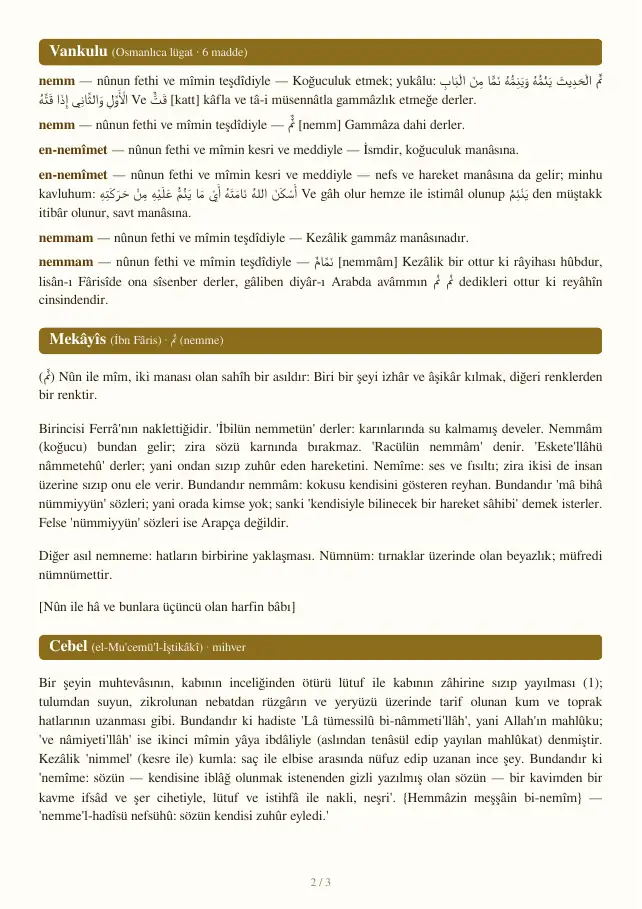 Vankulu (Osmanlıca lügat · 6 madde)
nemm — nûnun fethi ve mîmin teşdîdiyle — Koğuculuk etmek; yukâlu: نَمَّ الْحَدِيثَ يَنُمُّهُ وَيَنِمُّهُ نَمًّا مِنَ الْبَابِ
الْأَوَّلِ وَالثَّانِي إِذَا قَتَّهُ Ve قَتٌّ [katt] kâfla ve tâ-i müsennâtla gammâzlık etmeğe derler.
nemm — nûnun fethi ve mîmin teşdîdiyle — نَمٌّ [nemm] Gammâza dahi derler.
en-nemîmet — nûnun fethi ve mîmin kesri ve meddiyle — İsmdir, koğuculuk manâsına.
en-nemîmet — nûnun fethi ve mîmin kesri ve meddiyle — nefs ve hareket manâsına da gelir; minhu
kavluhum: أَسْكَنَ اللهُ نَامَتَهُ أَيْ مَا يَنُمُّ عَلَيْهِ مِنْ حَرَكَتِهِ Ve gâh olur hemze ile istimâl olunup يَنْئِمُ den müştakk
itibâr olunur, savt manâsına.
nemmam — nûnun fethi ve mîmin teşdîdiyle — Kezâlik gammâz manâsınadır.
nemmam — nûnun fethi ve mîmin teşdîdiyle — نَمَّامٌ [nemmâm] Kezâlik bir ottur ki râyihası hûbdur,
lisân-ı Fârisîde ona sîsenber derler, gâliben diyâr-ı Arabda avâmmın نُمْ نُمْ dedikleri ottur ki reyâhîn
cinsindendir.
Mekâyîs (İbn Fâris) · نُمْ (nemme)
(نُمْ) Nûn ile mîm, iki manası olan sahîh bir asıldır: Biri bir şeyi izhâr ve âşikâr kılmak, diğeri renklerden
bir renktir.
Birincisi Ferrâ'nın naklettiğidir. 'İbilün nemmetün' derler: karınlarında su kalmamış develer. Nemmâm
(koğucu) bundan gelir; zira sözü karnında bırakmaz. 'Racülün nemmâm' denir. 'Eskete'llâhü
nâmmetehû' derler; yani ondan sızıp zuhûr eden hareketini. Nemîme: ses ve fısıltı; zira ikisi de insan
üzerine sızıp onu ele verir. Bundandır nemmâm: kokusu kendisini gösteren reyhan. Bundandır 'mâ bihâ
nümmiyyün' sözleri; yani orada kimse yok; sanki 'kendisiyle bilinecek bir hareket sâhibi' demek isterler.
Felse 'nümmiyyün' sözleri ise Arapça değildir.
Diğer asıl nemneme: hatların birbirine yaklaşması. Nümnüm: tırnaklar üzerinde olan beyazlık; müfredi
nümnümettir.
[Nûn ile hâ ve bunlara üçüncü olan harfin bâbı]
Cebel (el-Mu'cemü'l-İştikâkî) · mihver
Bir şeyin muhtevâsının, kabının inceliğinden ötürü lütuf ile kabının zâhirine sızıp yayılması (1);
tulumdan suyun, zikrolunan nebatdan rüzgârın ve yeryüzü üzerinde tarif olunan kum ve toprak
hatlarının uzanması gibi. Bundandır ki hadiste 'Lâ tümessilû bi-nâmmeti'llâh', yani Allah'ın mahlûku;
've nâmiyeti'llâh' ise ikinci mîmin yâya ibdâliyle (aslından tenâsül edip yayılan mahlûkat) denmiştir.
Kezâlik 'nimmel' (kesre ile) kumla: saç ile elbise arasında nüfuz edip uzanan ince şey. Bundandır ki
'nemîme: sözün — kendisine iblâğ olunmak istenenden gizli yazılmış olan sözün — bir kavimden bir
kavme ifsâd ve şer cihetiyle, lütuf ve istihfâ ile nakli, neşri'. {Hemmâzin meşşâin bi-nemîm} —
'nemme'l-hadîsü nefsühû: sözün kendisi zuhûr eyledi.'
2 / 3